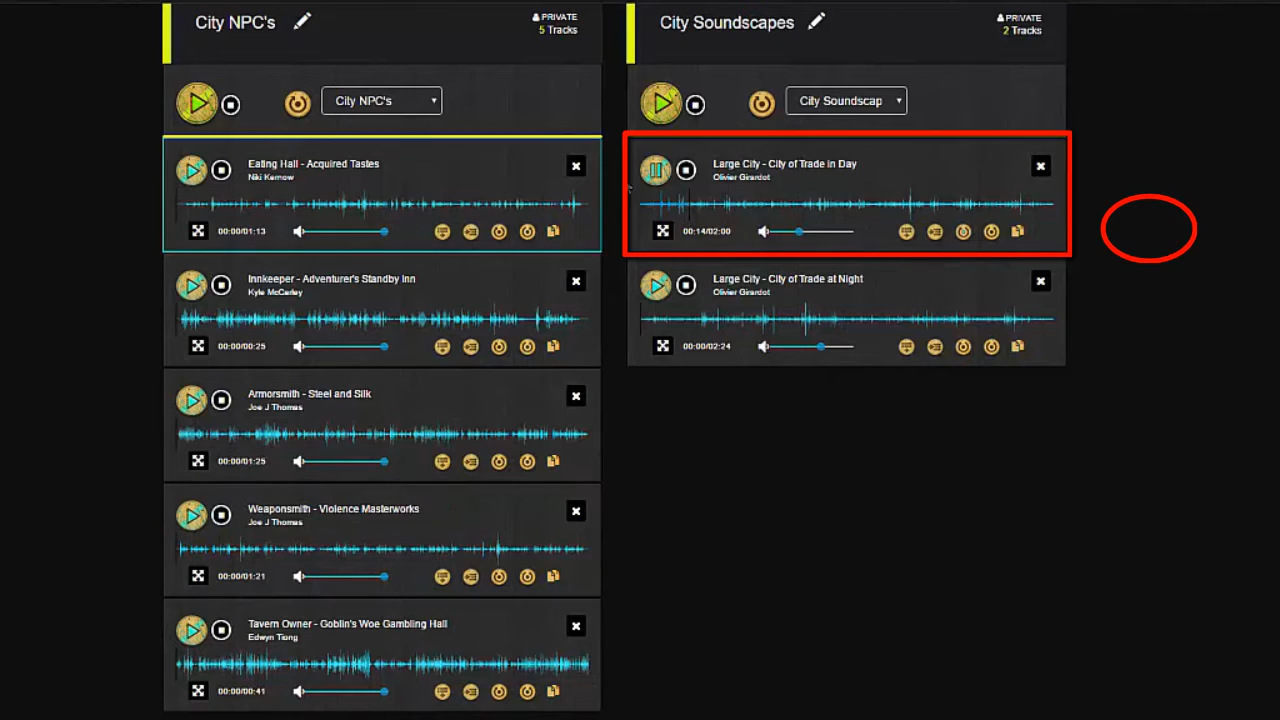 City NPC's
PRIVATE
5 Tracks
City NPC's
Eating Hall - Acquired Tastes
Niki Kernow
00:00/01:13
Innkeeper - Adventurer's Standby Inn
Kyle McCarley
00:00/00:25
Armorsmith - Steel and Silk
Joe J Thomas
00:00/01:25
Weaponsmith - Violence Masterworks
Joe J Thomas
00:00/01:21
Tavern Owner - Goblin's Woe Gambling Hall
Edwyn Tiong
00:00/00:41
City Soundscapes
PRIVATE
2 Tracks
City Soundscap
Large City - City of Trade in Day
Olivier Girardot
00:14/02:00
Large City - City of Trade at Night
Olivier Girardot
00:00/02:24